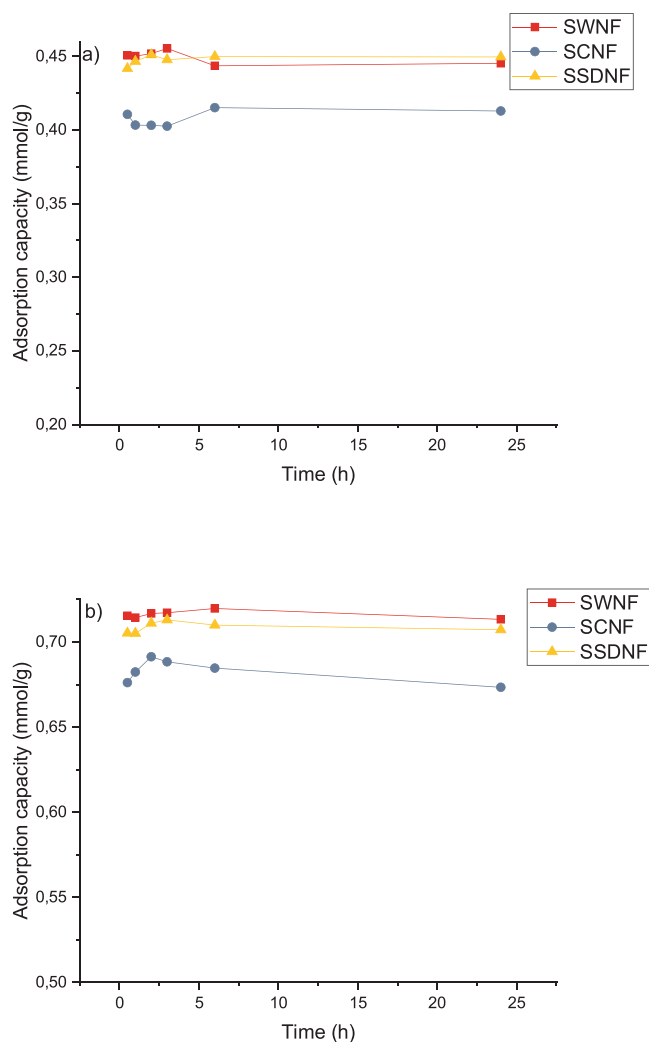 a)
SWNF
SCNF
SSDNF
Adsorption capacity (mmol/g)
0,45
0,40
0,35
0,30
0,25
0,20
0 5 10 15 20 25
Time (h)
b)
SWNF
SCNF
SSDNF
Adsorption capacity (mmol/g)
0,70
0,65
0,60
0,55
0,50
0 5 10 15 20 25
Time (h)